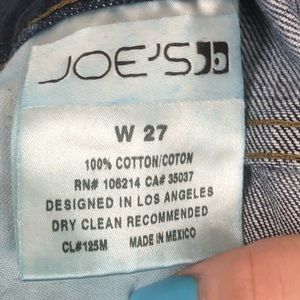 JOE'S
W 27
100% COTTON/COTON
RN# 106214 CA# 35037
DESIGNED IN LOS ANGELES
DRY CLEAN RECOMMENDED
CL#125M MADE IN MEXICO